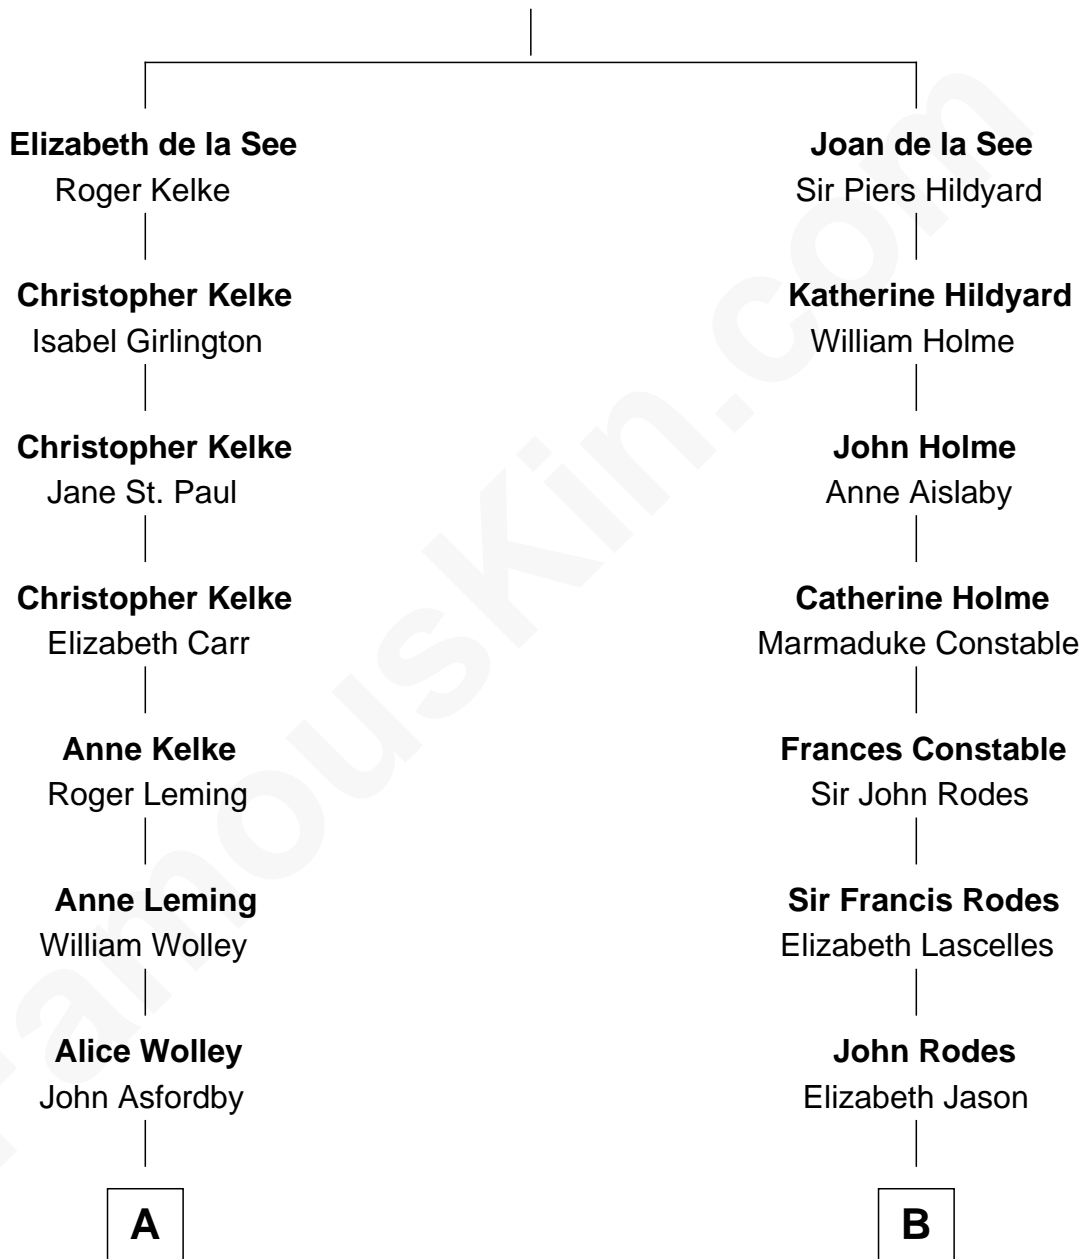 Elizabeth de la See
Roger Kelke
Christopher Kelke
Isabel Girlington
Christopher Kelke
Jane St. Paul
Christopher Kelke
Elizabeth Carr
Anne Kelke
Roger Leming
Anne Leming
William Wolley
Alice Wolley
John Asfordby
A
Joan de la See
Sir Piers Hildyard
Katherine Hildyard
William Holme
John Holme
Anne Aislaby
Catherine Holme
Marmaduke Constable
Frances Constable
Sir John Rodes
Sir Francis Rodes
Elizabeth Lascelles
John Rodes
Elizabeth Jason
B
FamousKin.com